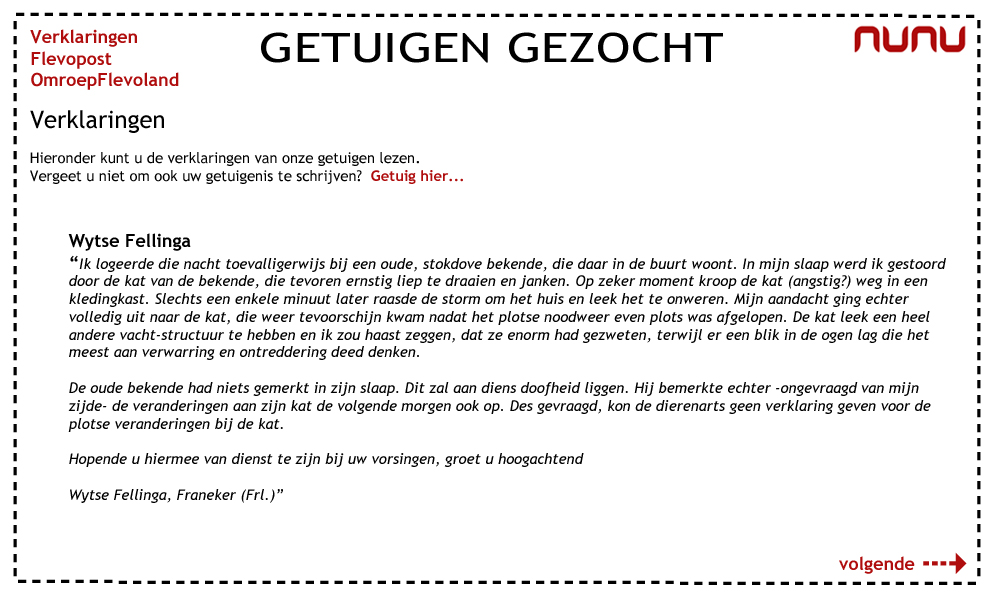 Verklaringen
Flevopost
OmroepFlevoland
GETUIGEN GEZOCHT
nunu
Verklaringen
Hieronder kunt u de verklaringen van onze getuigen lezen.
Vergeet u niet om ook uw getuigenis te schrijven? Getuig hier...
Wytse Fellinga
“Ik logeerde die nacht toevalligerwijs bij een oude, stokdove bekende, die daar in de buurt woont. In mijn slaap werd ik gestoord
door de kat van de bekende, die tevoren ernstig liep te draaien en janken. Op zeker moment kroop de kat (angstig?) weg in een
kledingkast. Slechts een enkele minuut later raasde de storm om het huis en leek het te onweren. Mijn aandacht ging echter
volledig uit naar de kat, die weer tevoorschijn kwam nadat het plotse noodweer even plots was afgelopen. De kat leek een heel
andere vacht-structuur te hebben en ik zou haast zeggen, dat ze enorm had gezweten, terwijl er een blik in de ogen lag die het
meest aan verwarring en ontreddering deed denken.
De oude bekende had niets gemerkt in zijn slaap. Dit zal aan diens doofheid liggen. Hij bemerkte echter -ongevraagd van mijn
zijde- de veranderingen aan zijn kat de volgende morgen ook op. Des gevraagd, kon de dierenarts geen verklaring geven voor de
plotse veranderingen bij de kat.
Hopende u hiermee van dienst te zijn bij uw vorsingen, groet u hoogachtend
Wytse Fellinga, Franeker (Frl.)”
volgende